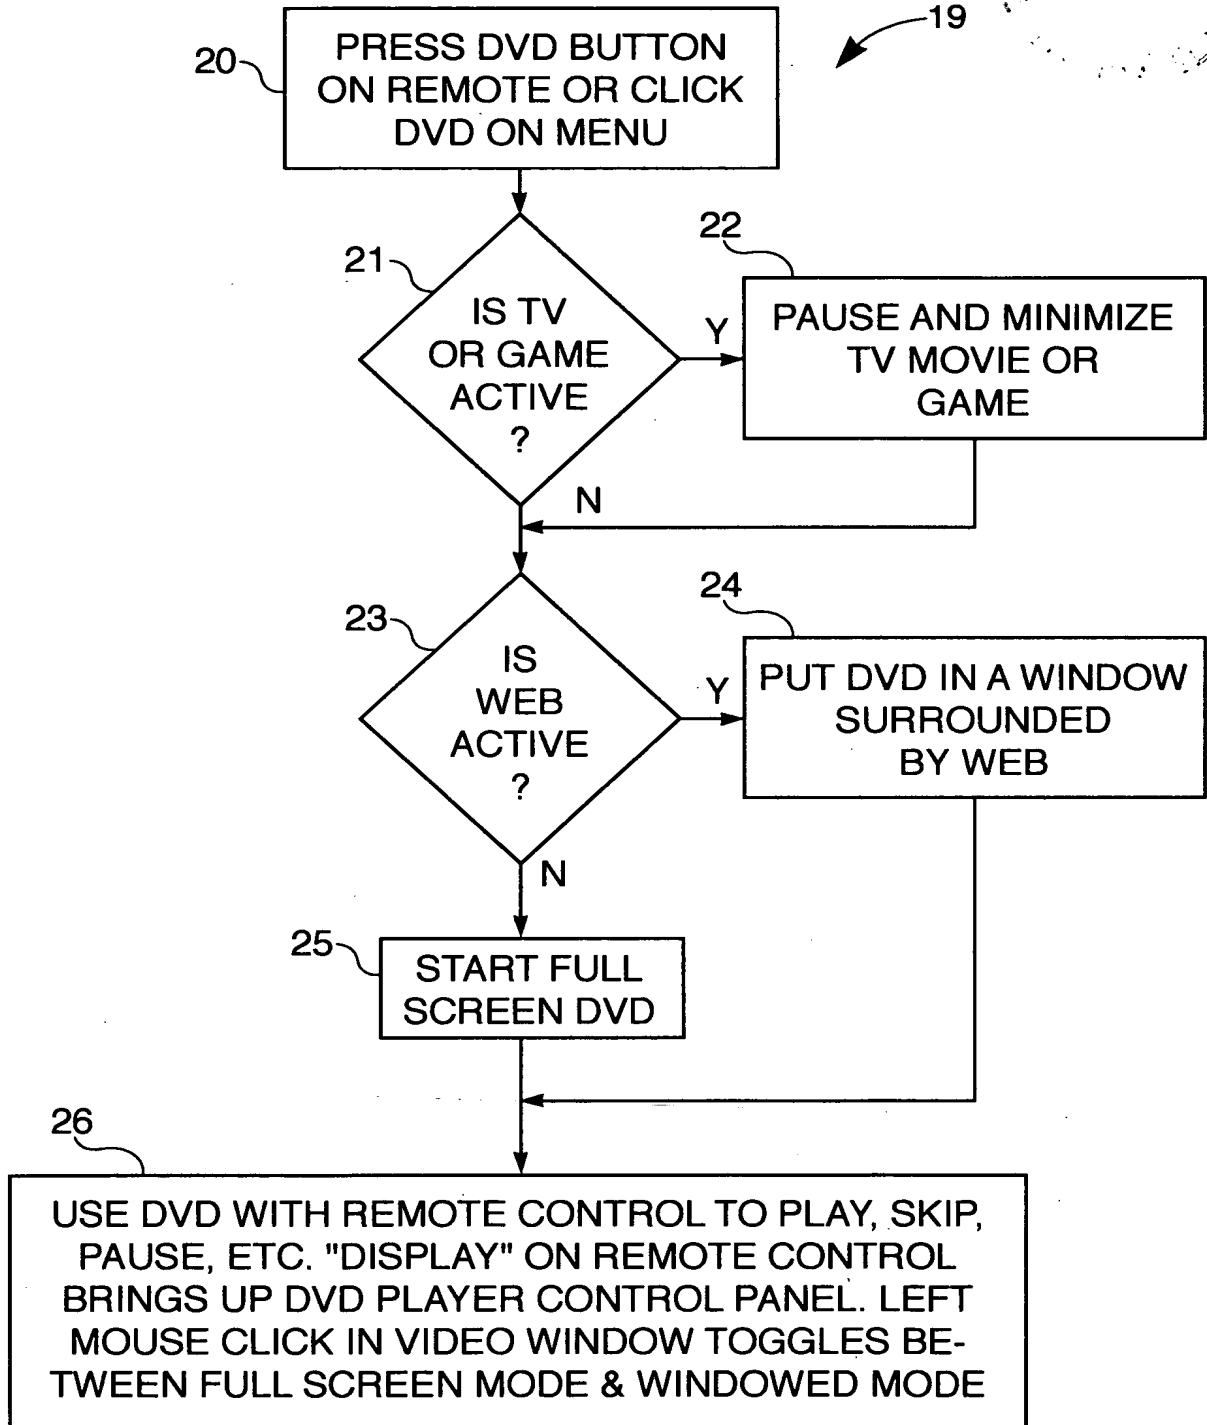 19
20
PRESS DVD BUTTON
ON REMOTE OR CLICK
DVD ON MENU
21
IS TV
OR GAME
ACTIVE
?
Y
22
PAUSE AND MINIMIZE
TV MOVIE OR
GAME
N
23
IS
WEB
ACTIVE
?
Y
24
PUT DVD IN A WINDOW
SURROUNDED
BY WEB
N
25
START FULL
SCREEN DVD
26
USE DVD WITH REMOTE CONTROL TO PLAY, SKIP,
PAUSE, ETC. "DISPLAY" ON REMOTE CONTROL
BRINGS UP DVD PLAYER CONTROL PANEL. LEFT
MOUSE CLICK IN VIDEO WINDOW TOGGLES BE-
TWEEN FULL SCREEN MODE & WINDOWED MODE